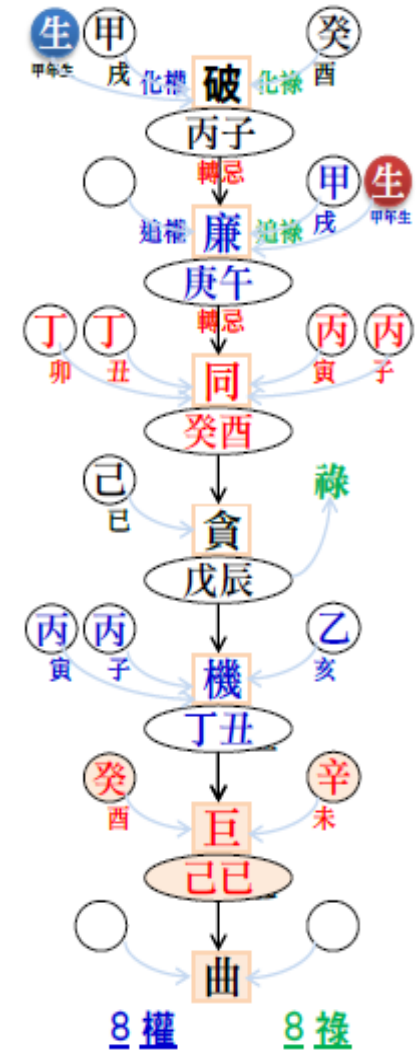 生 甲 癸
甲年生 戌 化權 破 化祿 酉
丙子
轉忌
甲 生
追權 廉 追祿 戌 甲年生
庚午
轉忌
丁 丁 丙 丙
卯 丑 同 寅 子
癸酉
己 祿
巳 貪
戊辰
丙 丙 乙
寅 子 機 亥
丁丑
癸 辛
酉 巨 未
己巳
曲
8 權 8 祿